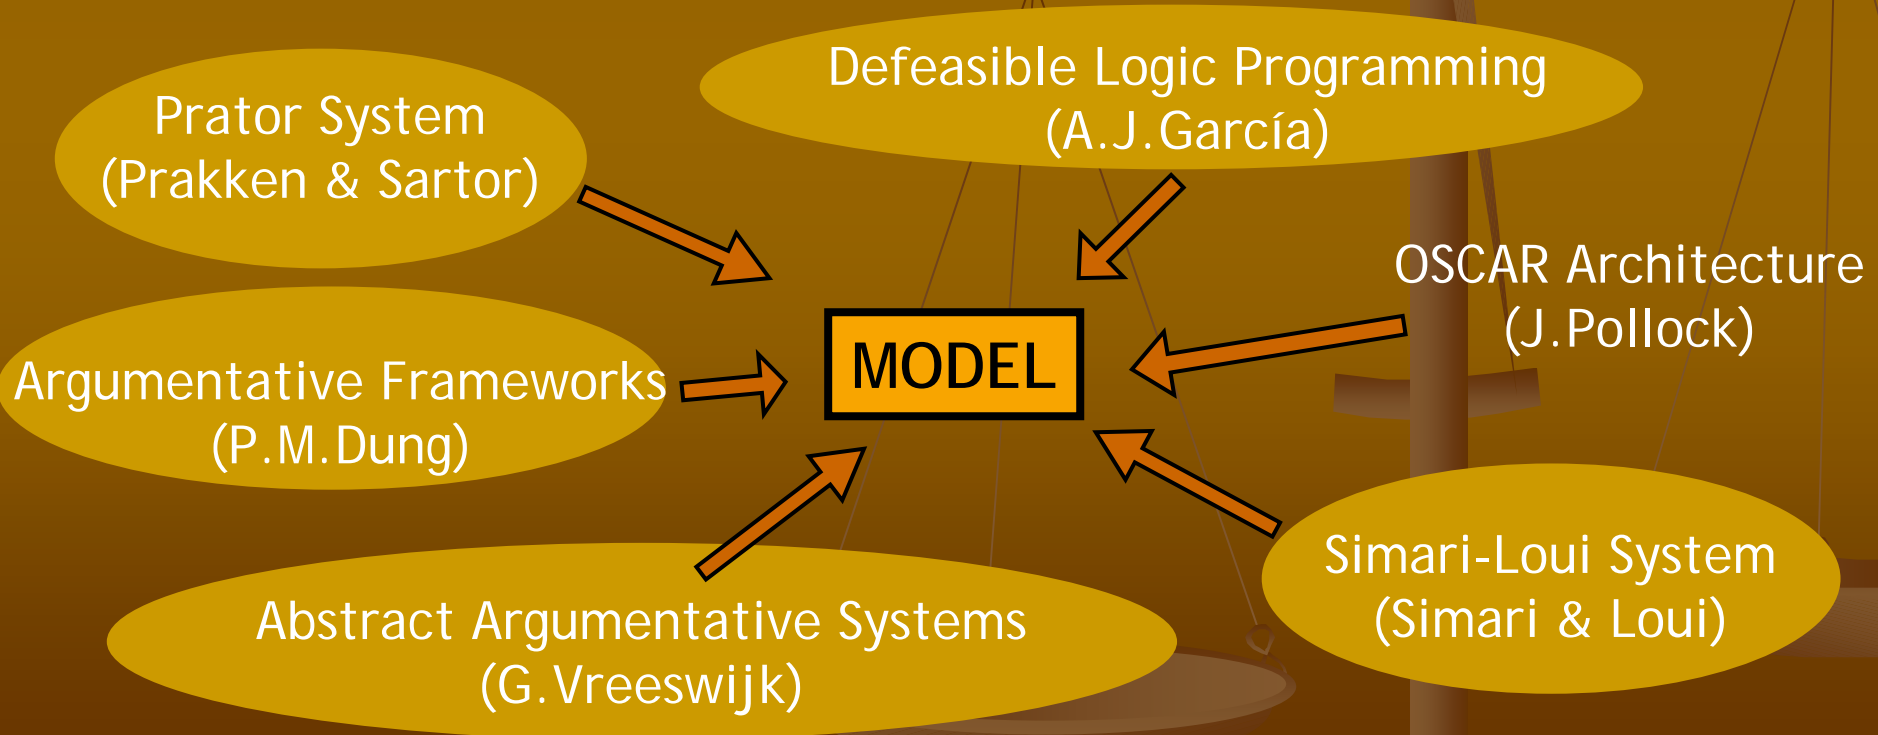 Defeasible Logic Programming
(A.J.García)
Prator System
(Prakken & Sartor)
OSCAR Architecture
(J.Pollock)
MODEL
Argumentative Frameworks
(P.M.Dung)
Simari-Loui System
(Simari & Loui)
Abstract Argumentative Systems
(G.Vreeswijk)